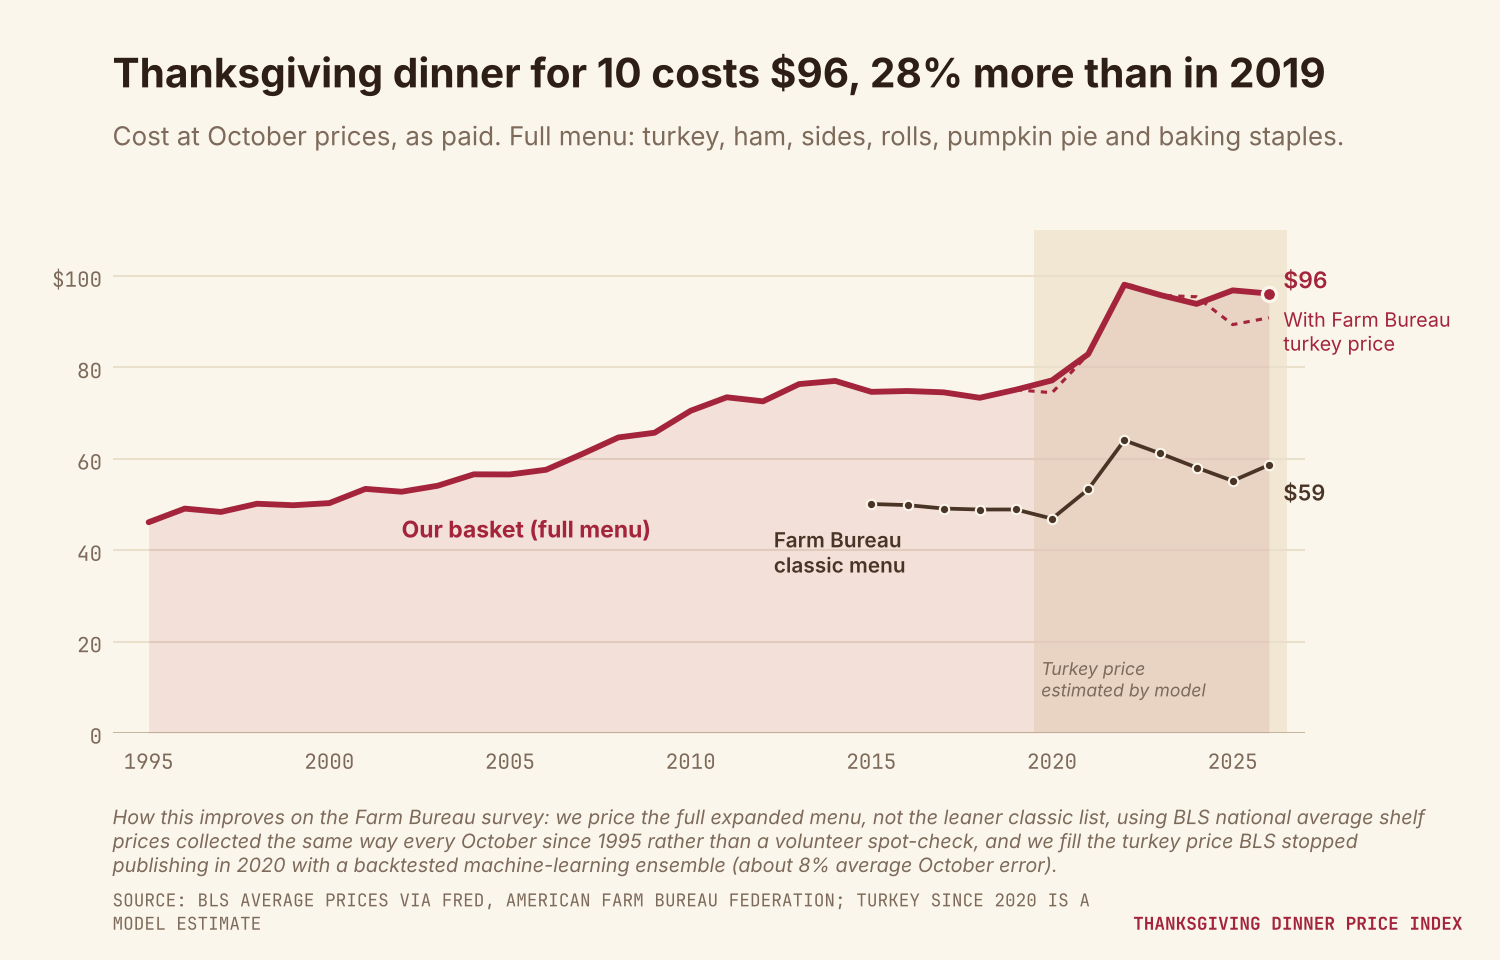 Thanksgiving dinner for 10 costs $96, 28% more than in 2019
Cost at October prices, as paid. Full menu: turkey, ham, sides, rolls, pumpkin pie and baking staples.
$100
80
60
40
20
0
$96
With Farm Bureau
turkey price
$59
Our basket (full menu)
Farm Bureau
classic menu
Turkey price
estimated by model
1995
2000
2005
2010
2015
2020
2025
How this improves on the Farm Bureau survey: we price the full expanded menu, not the leaner classic list, using BLS national average shelf
prices collected the same way every October since 1995 rather than a volunteer spot-check, and we fill the turkey price BLS stopped
publishing in 2020 with a backtested machine-learning ensemble (about 8% average October error).
SOURCE: BLS AVERAGE PRICES VIA FRED, AMERICAN FARM BUREAU FEDERATION; TURKEY SINCE 2020 IS A
MODEL ESTIMATE
THANKSGIVING DINNER PRICE INDEX